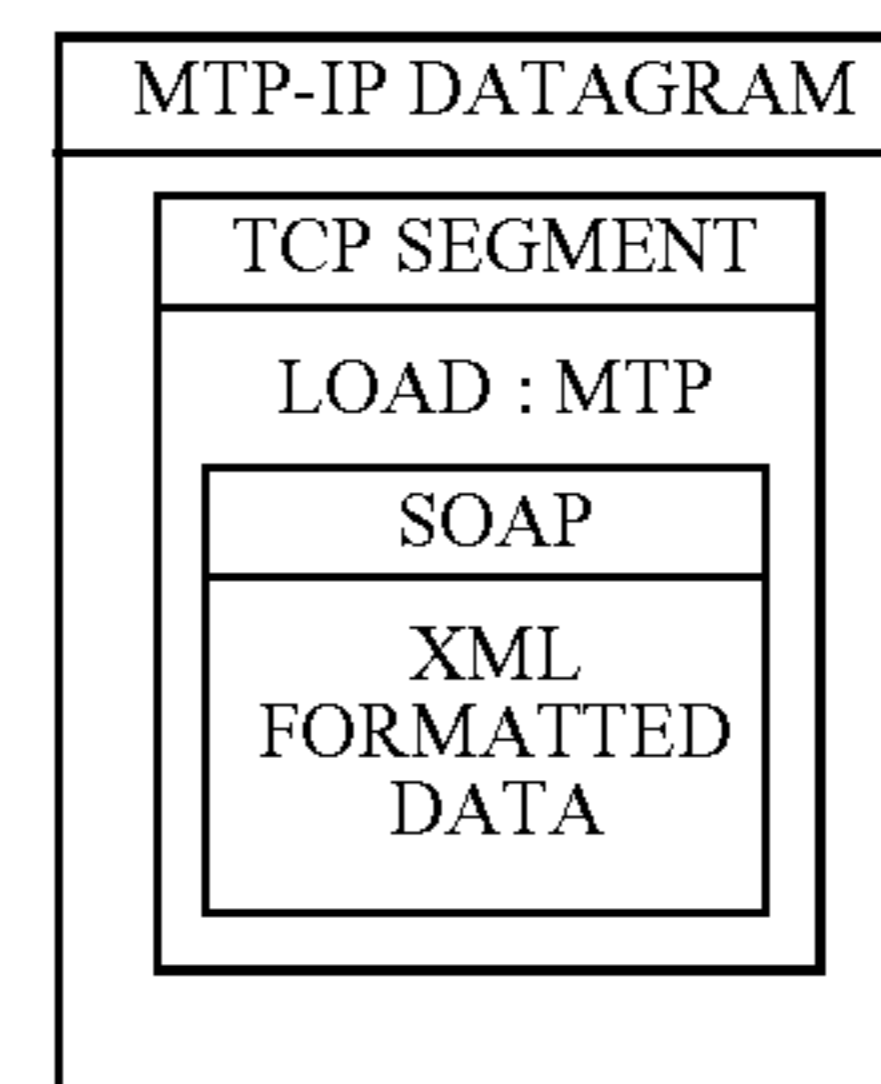 MTP-IP DATAGRAM
TCP SEGMENT
LOAD : MTP
SOAP
XML
FORMATTED
DATA